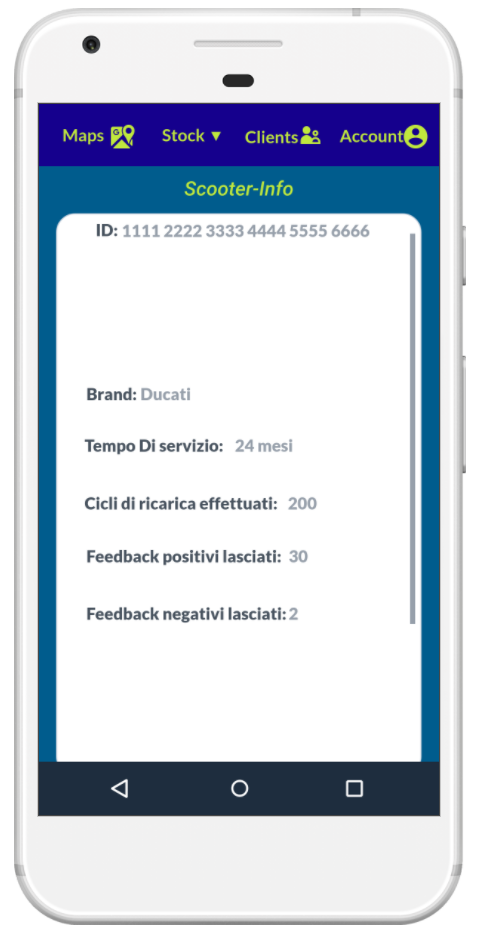 Maps Stock ▼ Clients Account
Scooter-Info
ID: 1111 2222 3333 4444 5555 6666
Brand: Ducati
Tempo Di servizio: 24 mesi
Cicli di ricarica effettuati: 200
Feedback positivi lasciati: 30
Feedback negativi lasciati: 2